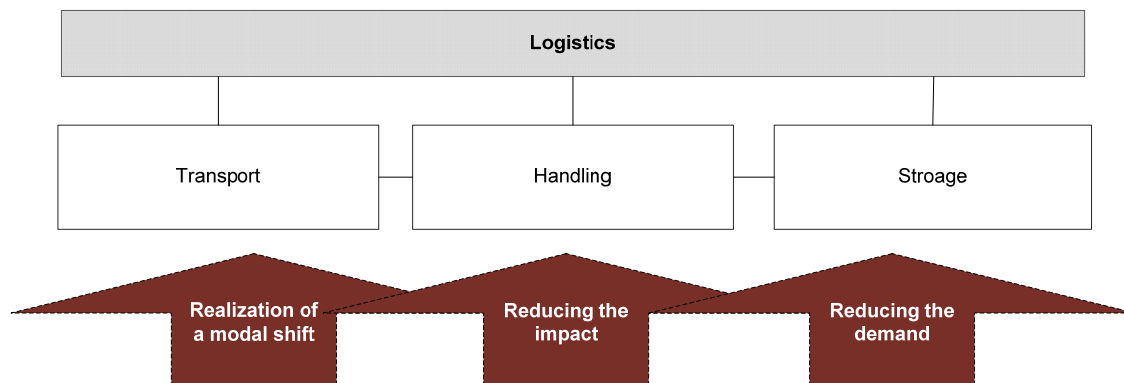 Logistics
Transport
Handling
Stroage
Realization of
a modal shift
Reducing the
impact
Reducing the
demand